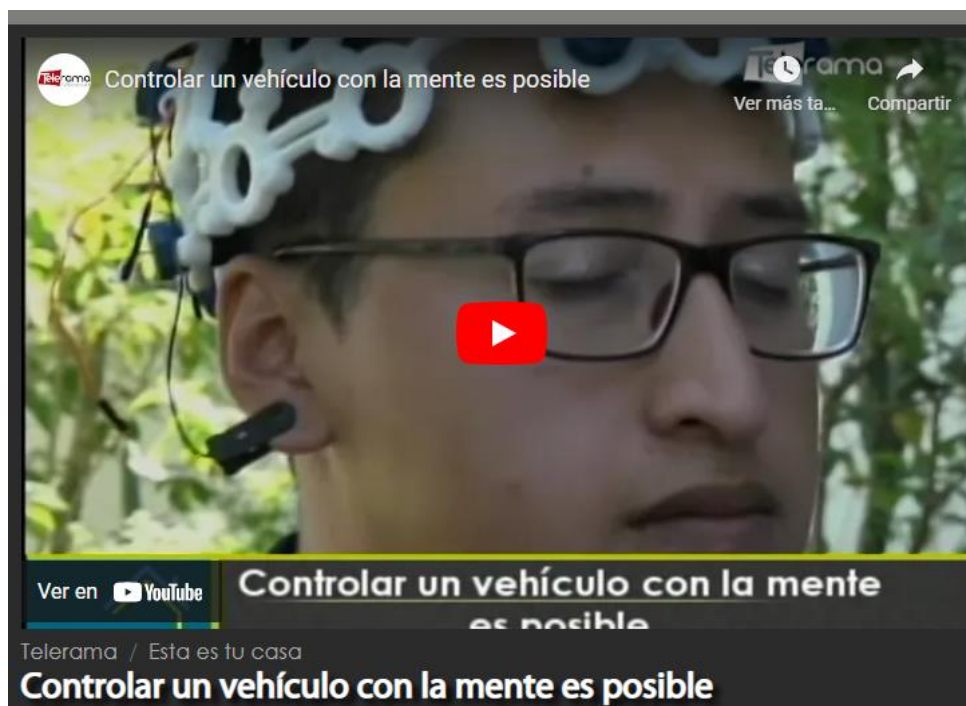 Telerama
Controlar un vehículo con la mente es posible
Telerama
Ver más ta...
Compartir
Ver en YouTube
Controlar un vehículo con la mente
es posible
Telerama / Esta es tu casa
Controlar un vehículo con la mente es posible